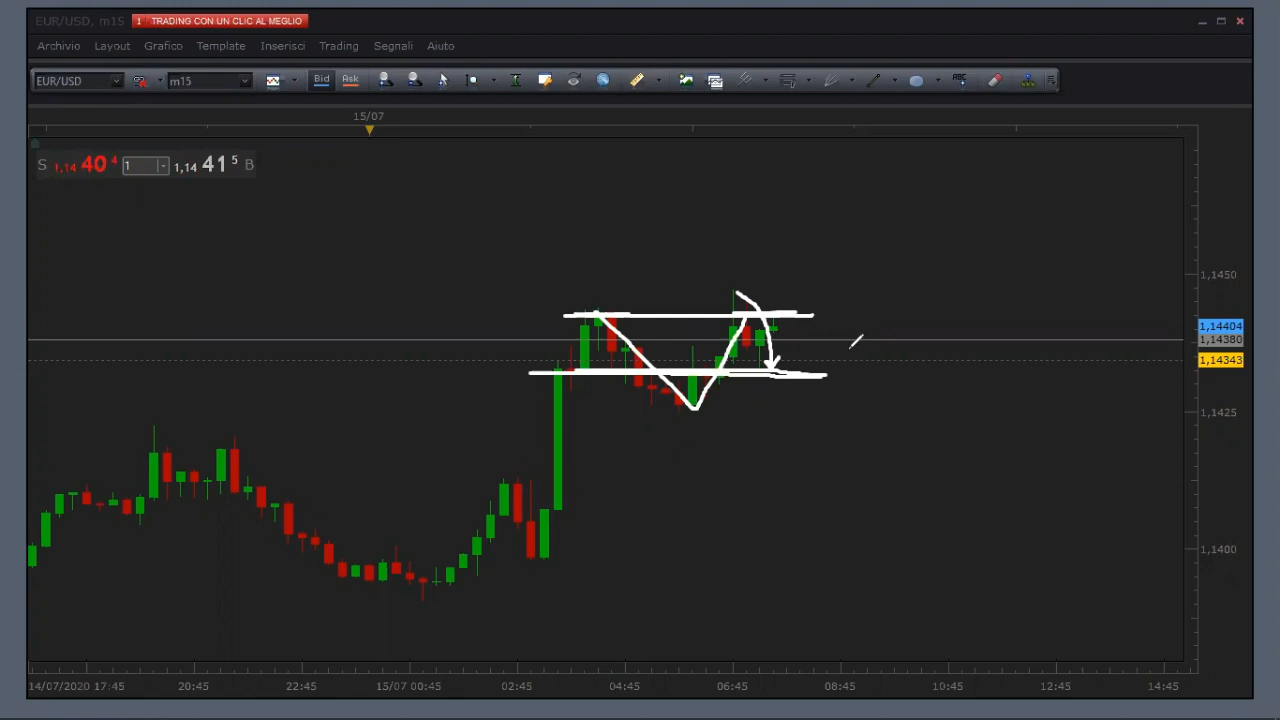 EUR/USD, m15 1 TRADING CON UN CLIC AL MEGLIO
Archivio Layout Grafico Template Inserisci Trading Segnali Aiuto
EUR/USD m15 Bid Ask ABC
15/07
S 1,14 40 4 1 1,14 41 5 B
1,1450
1,14404
1,14380
1,14343
1,1425
1,1400
14/07/2020 17:45 20:45 22:45 15/07 00:45 02:45 04:45 06:45 08:45 10:45 12:45 14:45